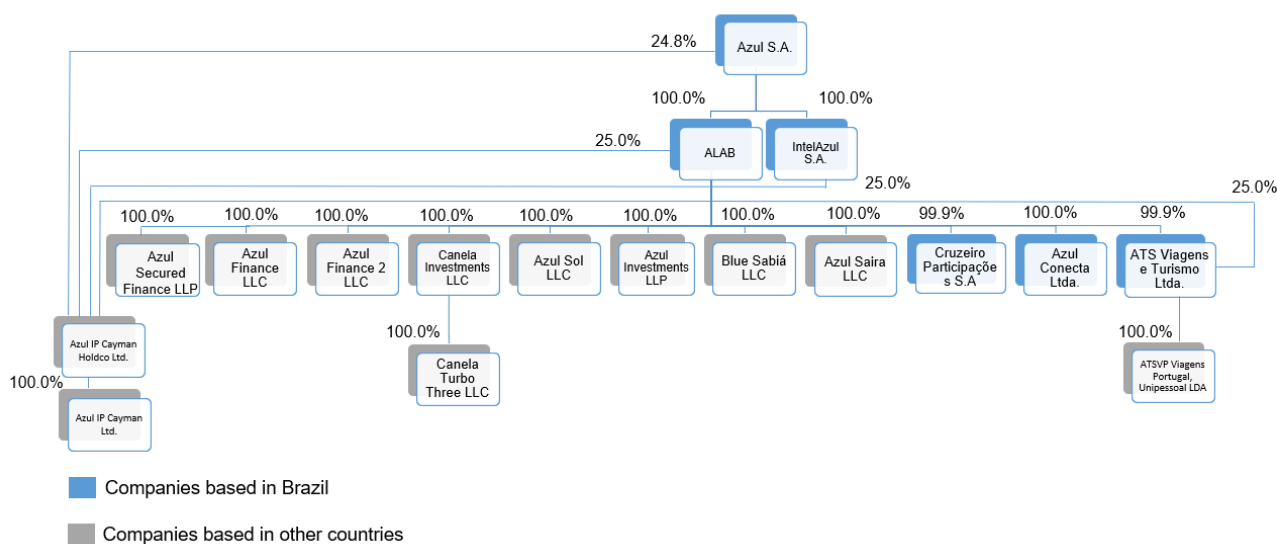 24.8%
Azul S.A.
100.0%
100.0%
25.0%
ALAB
IntelAzul
S.A.
25.0%
25.0%
100.0%
100.0%
100.0%
100.0%
100.0%
100.0%
100.0%
100.0%
99.9%
100.0%
99.9%
Azul
Secured
Finance LLP
Azul
Finance
LLC
Azul
Finance 2
LLC
Canela
Investments
LLC
Azul Sol
LLC
Azul
Investments
LLP
Blue Sabiá
LLC
Azul Saira
LLC
Cruzeiro
Participaçõe
s S.A
Azul
Conecta
Ltda.
ATS Viagens
e Turismo
Ltda.
Azul IP Cayman
Holdco Ltd.
100.0%
100.0%
100.0%
Canela
Turbo
Three LLC
ATSVP Viagens
Portugal,
Unipessoal LDA
Azul IP Cayman
Ltd.
Companies based in Brazil
Companies based in other countries